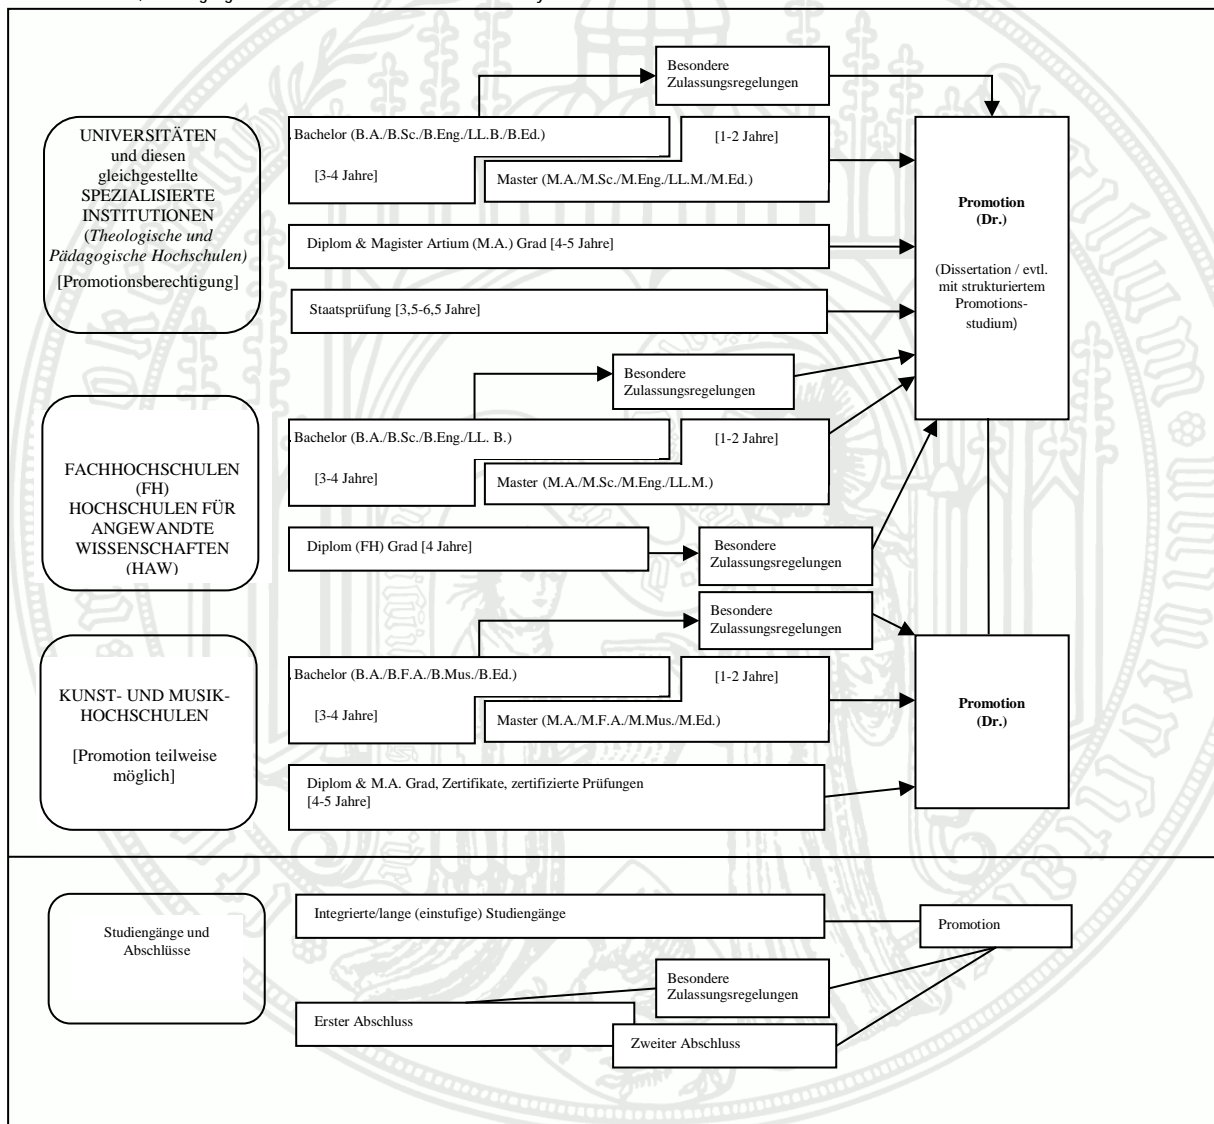 Besondere
Zulassungsregelungen
UNIVERSITÄTEN
und diesen
gleichgestellte
SPEZIALISIERTE
INSTITUTIONEN
(Theologische und
Pädagogische Hochschulen)
[Promotionsberechtigung]
Bachelor (B.A./B.Sc./B.Eng./LL.B./B.Ed.)
[1-2 Jahre]
[3-4 Jahre]
Master (M.A./M.Sc./M.Eng./LL.M./M.Ed.)
Diplom & Magister Artium (M.A.) Grad [4-5 Jahre]
Staatsprüfung [3,5-6,5 Jahre]
Promotion
(Dr.)
(Dissertation / evtl.
mit strukturiertem
Promotions-
studium)
FACHHOCHSCHULEN
(FH)
HOCHSCHULEN FÜR
ANGEWANDTE
WISSENSCHAFTEN
(HAW)
Besondere
Zulassungsregelungen
Bachelor (B.A./B.Sc./B.Eng./LL. B.)
[1-2 Jahre]
[3-4 Jahre]
Master (M.A./M.Sc./M.Eng./LL.M.)
Diplom (FH) Grad [4 Jahre]
Besondere
Zulassungsregelungen
KUNST- UND MUSIK-
HOCHSCHULEN
[Promotion teilweise
möglich]
Besondere
Zulassungsregelungen
Bachelor (B.A./B.F.A./B.Mus./B.Ed.)
[1-2 Jahre]
[3-4 Jahre]
Master (M.A./M.F.A./M.Mus./M.Ed.)
Diplom & M.A. Grad, Zertifikate, zertifizierte Prüfungen
[4-5 Jahre]
Promotion
(Dr.)
Studiengänge und
Abschlüsse
Integrierte/lange (einstufige) Studiengänge
Promotion
Besondere
Zulassungsregelungen
Erster Abschluss
Zweiter Abschluss